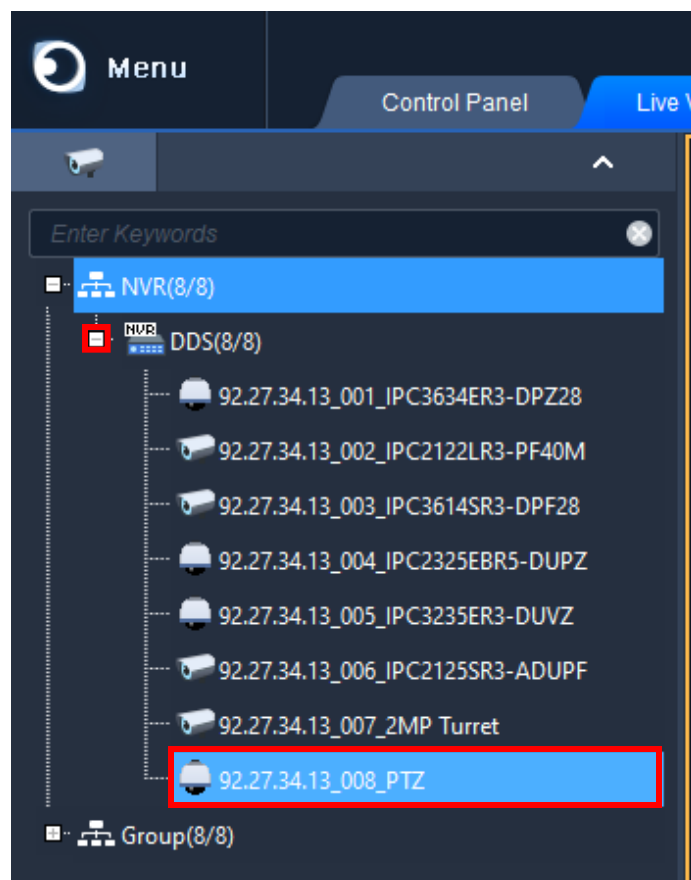 Menu
Control Panel
Live
Enter Keywords
NVR(8/8)
NVR
DDS(8/8)
92.27.34.13_001_IPC3634ER3-DPZ28
92.27.34.13_002_IPC2122LR3-PF40M
92.27.34.13_003_IPC3614SR3-DPF28
92.27.34.13_004_IPC2325EBR5-DUPZ
92.27.34.13_005_IPC3235ER3-DUVZ
92.27.34.13_006_IPC2125SR3-ADUPF
92.27.34.13_007_2MP Turret
92.27.34.13_008_PTZ
Group(8/8)